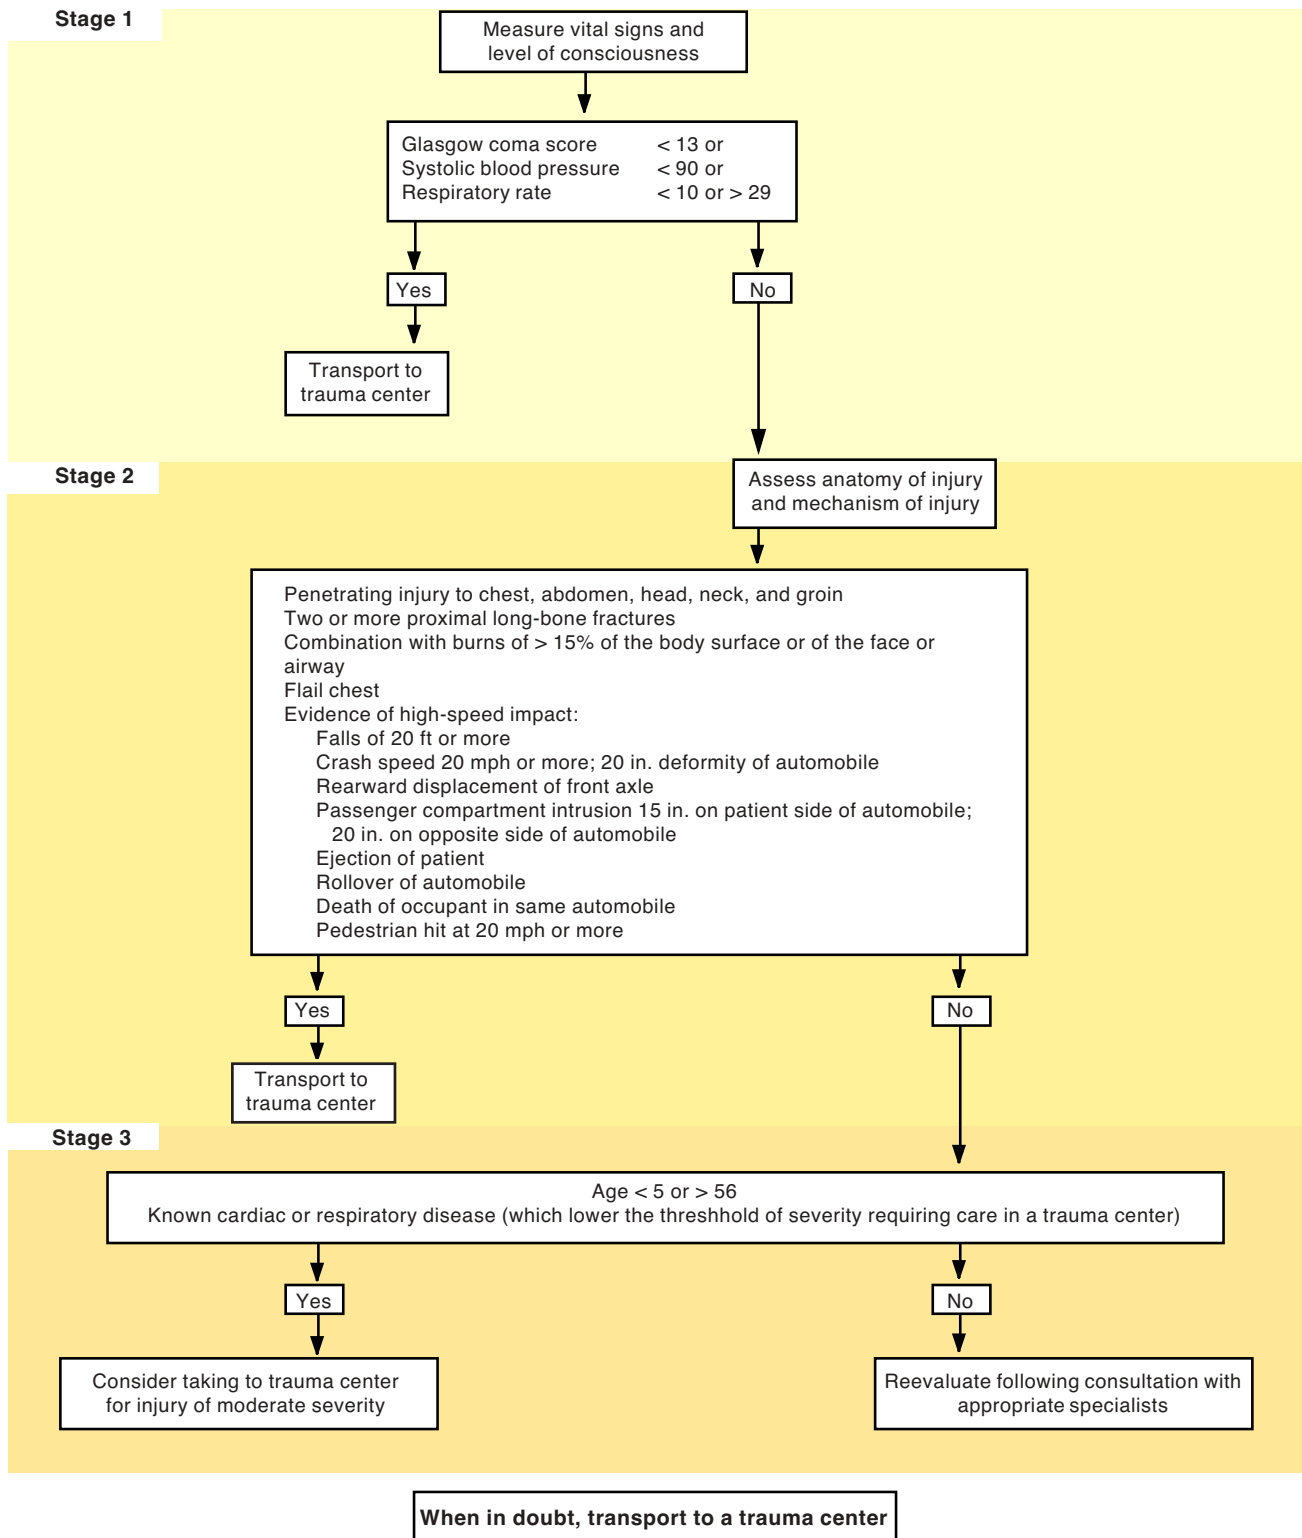 Stage 1
Measure vital signs and
level of consciousness
Glasgow coma score < 13 or
Systolic blood pressure < 90 or
Respiratory rate < 10 or > 29
Yes
No
Transport to
trauma center
Stage 2
Assess anatomy of injury
and mechanism of injury
Penetrating injury to chest, abdomen, head, neck, and groin
Two or more proximal long-bone fractures
Combination with burns of > 15% of the body surface or of the face or
airway
Flail chest
Evidence of high-speed impact:
Falls of 20 ft or more
Crash speed 20 mph or more; 20 in. deformity of automobile
Rearward displacement of front axle
Passenger compartment intrusion 15 in. on patient side of automobile;
20 in. on opposite side of automobile
Ejection of patient
Rollover of automobile
Death of occupant in same automobile
Pedestrian hit at 20 mph or more
Yes
No
Transport to
trauma center
Stage 3
Age < 5 or > 56
Known cardiac or respiratory disease (which lower the threshhold of severity requiring care in a trauma center)
Yes
No
Consider taking to trauma center
for injury of moderate severity
Reevaluate following consultation with
appropriate specialists
When in doubt, transport to a trauma center